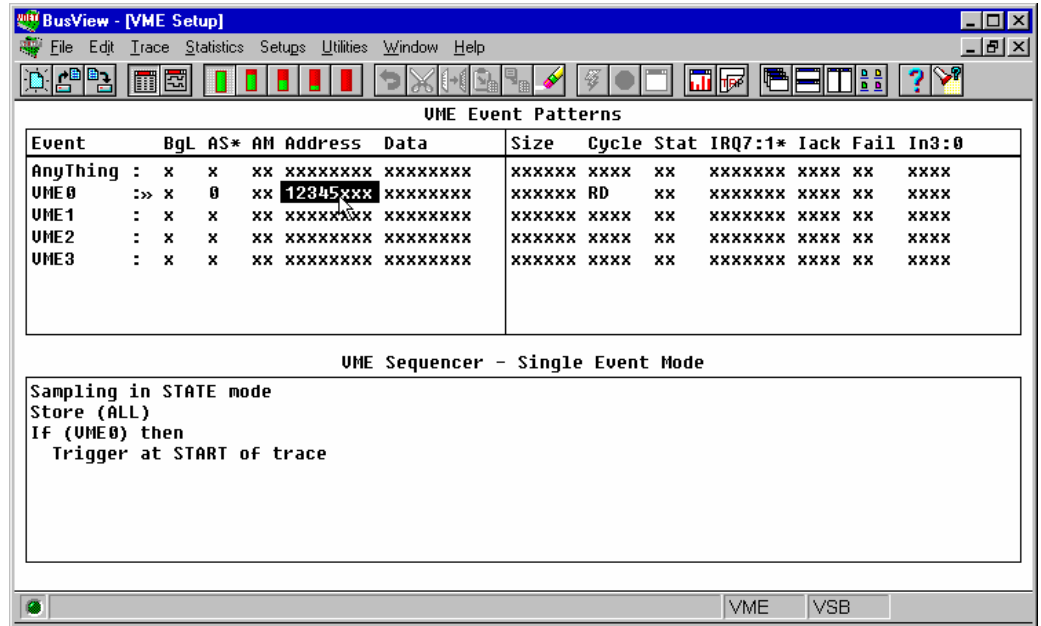 BusView - [VME Setup]
File Edit Trace Statistics Setups Utilities Window Help
VME Event Patterns
Event BgL AS* AM Address Data Size Cycle Stat IRQ7:1* Iack Fail In3:0
AnyThing : x x xx xxxxxxxx xxxxxxxx xxxxxx xxxx xx xxxxxxx xxxx xx xxxx
VME0 :» x 0 xx 12345xxx xxxxxxxx xxxxxx RD xx xxxxxxx xxxx xx xxxx
VME1 : x x xx xxxxxxxx xxxxxxxx xxxxxx xxxx xx xxxxxxx xxxx xx xxxx
VME2 : x x xx xxxxxxxx xxxxxxxx xxxxxx xxxx xx xxxxxxx xxxx xx xxxx
VME3 : x x xx xxxxxxxx xxxxxxxx xxxxxx xxxx xx xxxxxxx xxxx xx xxxx
VME Sequencer - Single Event Mode
Sampling in STATE mode
Store (ALL)
If (VME0) then
Trigger at START of trace
VME VSB